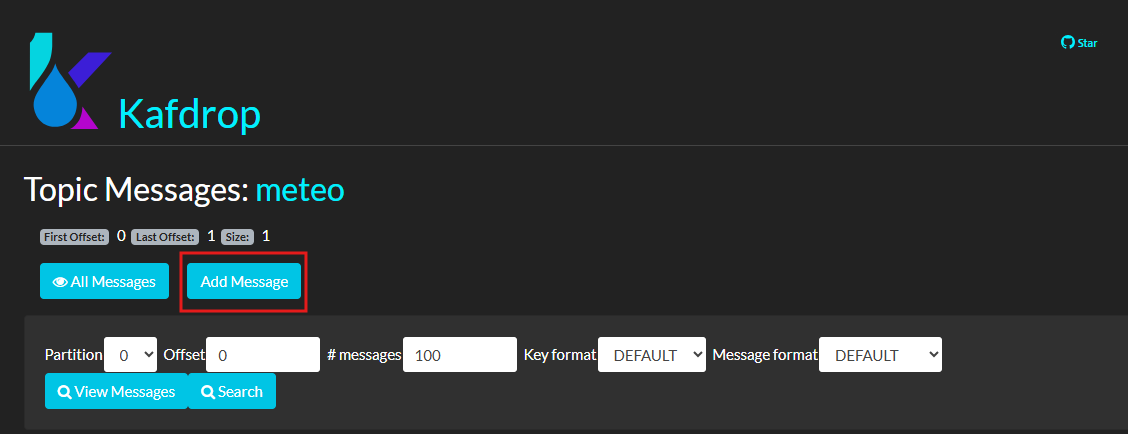 Star
Kafdrop
Topic Messages: meteo
First Offset: 0 Last Offset: 1 Size: 1
All Messages Add Message
Partition 0 Offset 0 # messages 100 Key format DEFAULT Message format DEFAULT
View Messages Search